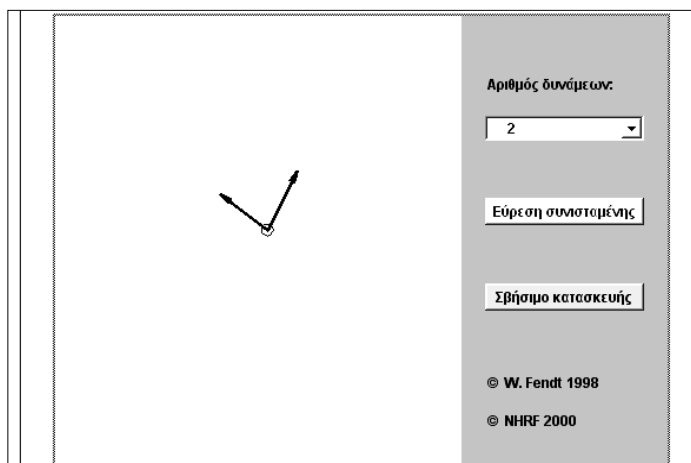 Αριθμός δυνάμεων:
2
Εύρεση συνισταμένης
Σβήσιμο κατασκευής
© W. Fendt 1998
© NHRF 2000